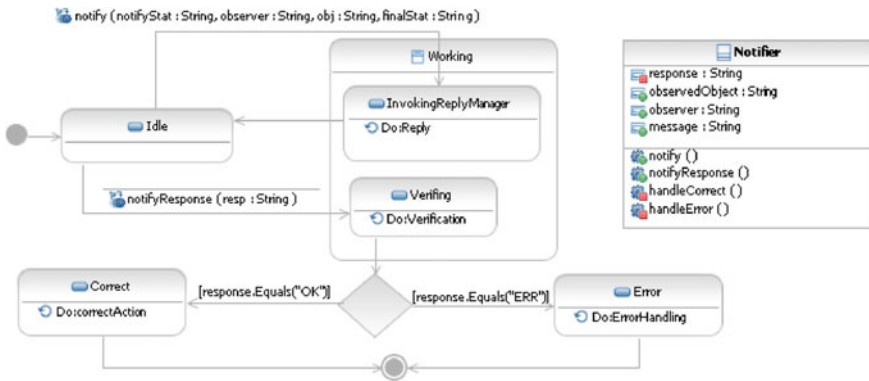 notify (notifyStat : String, observer : String, obj : String, finalStat : String)
Working
InvokingReplyManager
Do:Reply
Idle
notifyResponse (resp : String)
Verifing
Do:Verification
Correct
Do:correctAction
[response.Equals("OK")]
[response.Equals("ERR")]
Error
Do:ErrorHandling
Notifier
response : String
observedObject : String
observer : String
message : String
notify ()
notifyResponse ()
handleCorrect ()
handleError ()